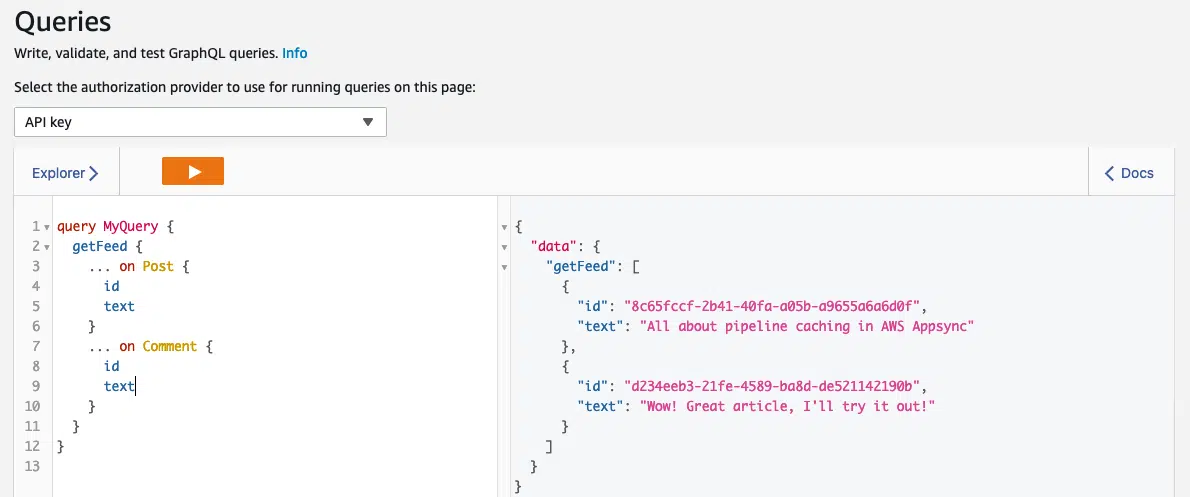 Queries
Write, validate, and test GraphQL queries. Info
Select the authorization provider to use for running queries on this page:
API key
Explorer
Docs
1 query MyQuery {
2 getFeed {
3 ... on Post {
4 id
5 text
6 }
7 ... on Comment {
8 id
9 text
10 }
11 }
12 }
13
{
"data": {
"getFeed": [
{
"id": "8c65fccf-2b41-40fa-a05b-a9655a6a6d0f",
"text": "All about pipeline caching in AWS Appsync"
},
{
"id": "d234eeb3-21fe-4589-ba8d-de521142190b",
"text": "Wow! Great article, I'll try it out!"
}
]
}
}